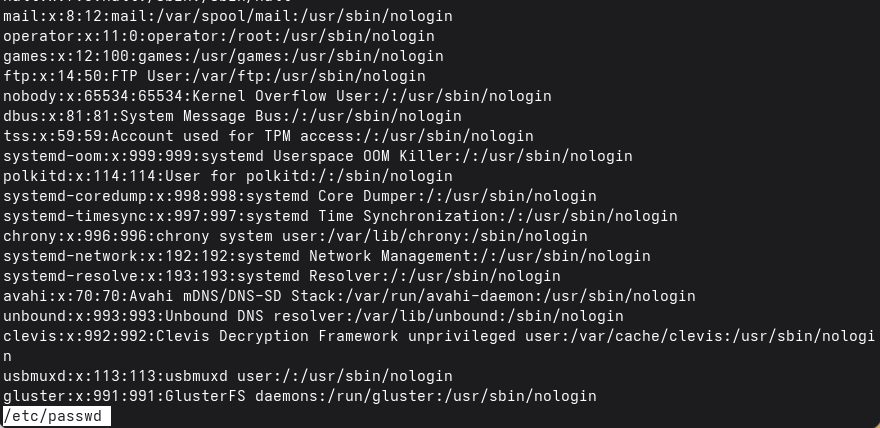 mail:x:8:12:mail:/var/spool/mail:/usr/sbin/nologin
operator:x:11:0:operator:/root:/usr/sbin/nologin
games:x:12:100:games:/usr/games:/usr/sbin/nologin
ftp:x:14:50:FTP User:/var/ftp:/usr/sbin/nologin
nobody:x:65534:65534:Kernel Overflow User:/:/usr/sbin/nologin
dbus:x:81:81:System Message Bus:/:/usr/sbin/nologin
tss:x:59:59:Account used for TPM access:/:/usr/sbin/nologin
systemd-oom:x:999:999:systemd Userspace OOM Killer:/:/usr/sbin/nologin
polkitd:x:114:114:User for polkitd:/:/sbin/nologin
systemd-coredump:x:998:998:systemd Core Dumper:/:/usr/sbin/nologin
systemd-timesync:x:997:997:systemd Time Synchronization:/:/usr/sbin/nologin
chrony:x:996:996:chrony system user:/var/lib/chrony:/sbin/nologin
systemd-network:x:192:192:systemd Network Management:/:/usr/sbin/nologin
systemd-resolve:x:193:193:systemd Resolver:/:/usr/sbin/nologin
avahi:x:70:70:Avahi mDNS/DNS-SD Stack:/var/run/avahi-daemon:/usr/sbin/nologin
unbound:x:993:993:Unbound DNS resolver:/var/lib/unbound:/sbin/nologin
clevis:x:992:992:Clevis Decryption Framework unprivileged user:/var/cache/clevis:/usr/sbin/nologi
n
usbmuxd:x:113:113:usbmuxd user:/:/usr/sbin/nologin
gluster:x:991:991:GlusterFS daemons:/run/gluster:/usr/sbin/nologin
/etc/passwd